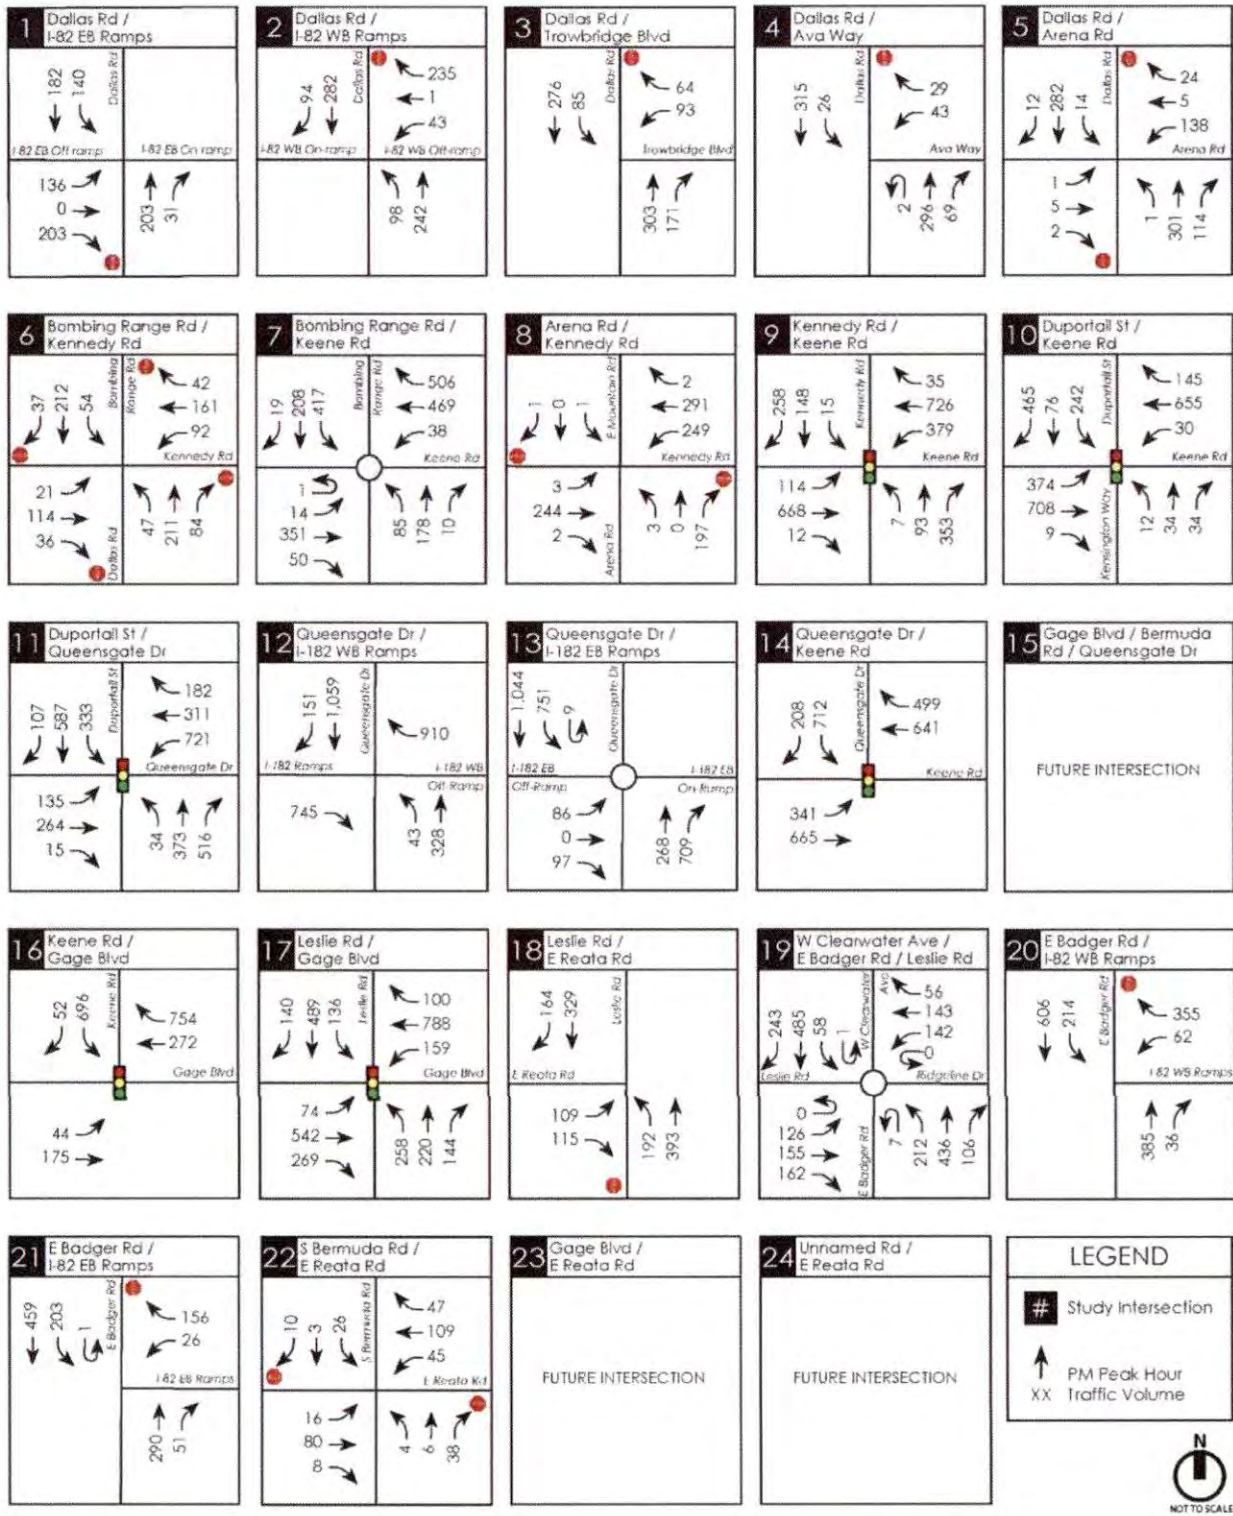 1
Dallas Rd /
I-82 EB Ramps
182
140
Dallas Rd
I-82 EB Off ramp
I-82 EB On ramp
136
0
203
203
31
2
Dallas Rd /
I-82 WB Ramps
94
282
Dallas Rd
235
1
43
I-82 WB On-ramp
I-82 WB Off-ramp
98
242
3
Dallas Rd /
Trowbridge Blvd
276
85
Dallas Rd
64
93
Trowbridge Blvd
303
171
4
Dallas Rd /
Ava Way
315
26
Dallas Rd
29
43
Ava Way
2
296
69
5
Dallas Rd /
Arena Rd
12
282
14
Dallas Rd
24
5
138
Arena Rd
1
5
2
1
301
114
6
Bombing Range Rd /
Kennedy Rd
37
212
54
Bombing
Range Rd
42
161
92
Kennedy Rd
21
114
36
Dallas Rd
47
211
84
7
Bombing Range Rd /
Keene Rd
19
208
417
Bombing
Range Rd
506
469
38
Keene Rd
1
14
351
50
85
178
10
8
Arena Rd /
Kennedy Rd
1
0
1
E Mountain Rd
2
291
249
Kennedy Rd
3
244
2
Arena Rd
3
0
197
9
Kennedy Rd /
Keene Rd
258
148
15
Kennedy Rd
35
726
379
Keene Rd
114
668
12
7
93
353
10
Duportail St /
Keene Rd
465
76
242
Duportail St
145
655
30
Keene Rd
374
708
9
Kensington Way
12
34
34
11
Duportail St /
Queensgate Dr
107
587
333
Duportail St
182
311
721
Queensgate Dr
135
264
15
34
373
516
12
Queensgate Dr /
I-182 WB Ramps
151
1,059
Queensgate Dr
910
I-182 Ramps
I-182 WB
Off-Ramp
745
43
328
13
Queensgate Dr /
I-182 EB Ramps
1,044
751
9
Queensgate Dr
I-182 EB
Off-Ramp
I-182 EB
On-Ramp
86
0
97
268
709
14
Queensgate Dr /
Keene Rd
208
712
Queensgate Dr
499
641
Keene Rd
341
665
15
Gage Blvd / Bermuda
Rd / Queensgate Dr
FUTURE INTERSECTION
16
Keene Rd /
Gage Blvd
52
696
Keene Rd
754
272
Gage Blvd
44
175
17
Leslie Rd /
Gage Blvd
140
489
136
Leslie Rd
100
788
159
Gage Blvd
74
542
269
258
220
144
18
Leslie Rd /
E Reata Rd
164
329
Leslie Rd
E Reata Rd
109
115
192
393
19
W Clearwater Ave /
E Badger Rd / Leslie Rd
243
485
58
1
W Clearwater
Ave
56
143
142
0
Leslie Rd
Ridgeline Dr
0
126
155
162
E Badger Rd
7
212
436
106
20
E Badger Rd /
I-82 WB Ramps
606
214
E Badger Rd
355
62
I-82 WB Ramps
385
36
21
E Badger Rd /
I-82 EB Ramps
459
203
1
E Badger Rd
156
26
I-82 EB Ramps
290
51
22
S Bermuda Rd /
E Reata Rd
10
3
26
S Bermuda Rd
47
109
45
E Reata Rd
16
80
8
4
6
38
23
Gage Blvd /
E Reata Rd
FUTURE INTERSECTION
24
Unnamed Rd /
E Reata Rd
FUTURE INTERSECTION
LEGEND
# Study Intersection
PM Peak Hour
XX Traffic Volume
N
NOT TO SCALE